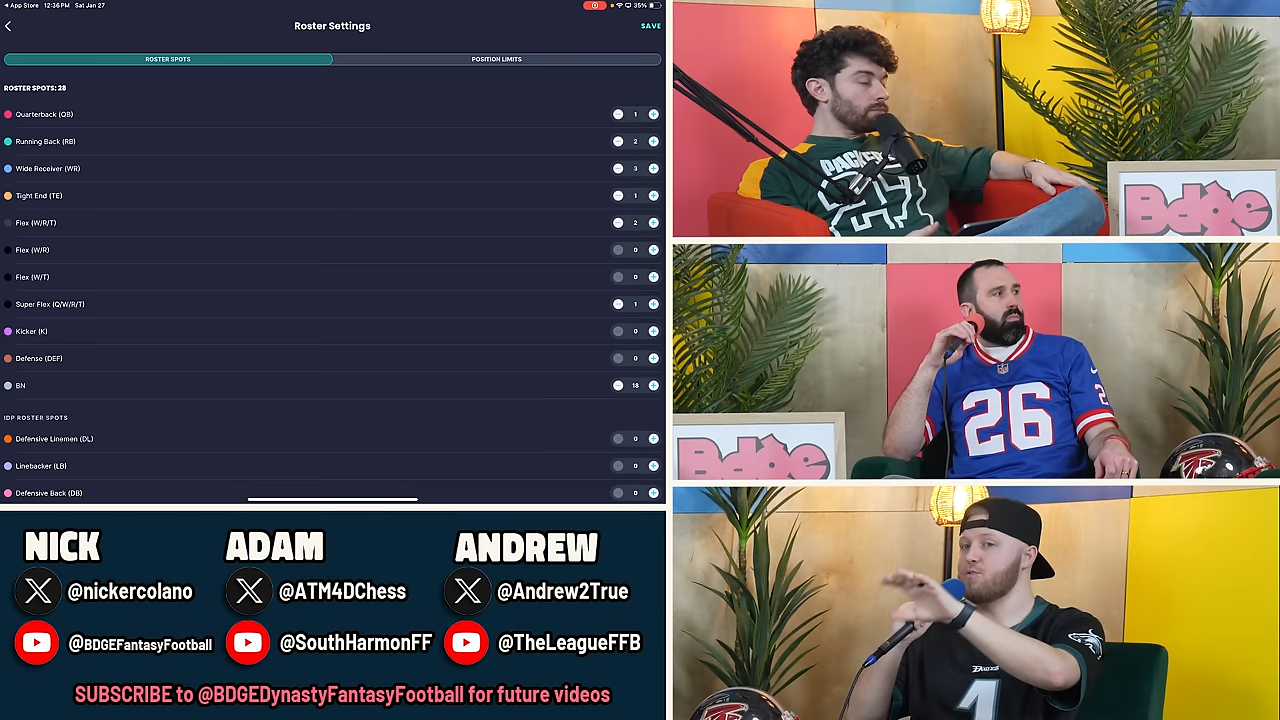 App Store 12:36 PM Sat Jan 27 35%
Roster Settings
SAVE
ROSTER SPOTS
POSITION LIMITS
ROSTER SPOTS: 28
Quarterback (QB) 1
Running Back (RB) 2
Wide Receiver (WR) 3
Tight End (TE) 1
Flex (W/R/T) 2
Flex (W/R) 0
Flex (W/T) 0
Super Flex (Q/W/R/T) 1
Kicker (K) 0
Defense (DEF) 0
BN 18
IDP ROSTER SPOTS
Defensive Linemen (DL) 0
Linebacker (LB) 0
Defensive Back (DB) 0
NICK
@nickercolano
@BDGEFantasyFootball
ADAM
@ATM4DChess
@SouthHarmonFF
ANDREW
@Andrew2True
@TheLeagueFFB
SUBSCRIBE to @BDGEDynastyFantasyFootball for future videos
PACKERS
Bdge
26
2
Bdge
EAGLES
1